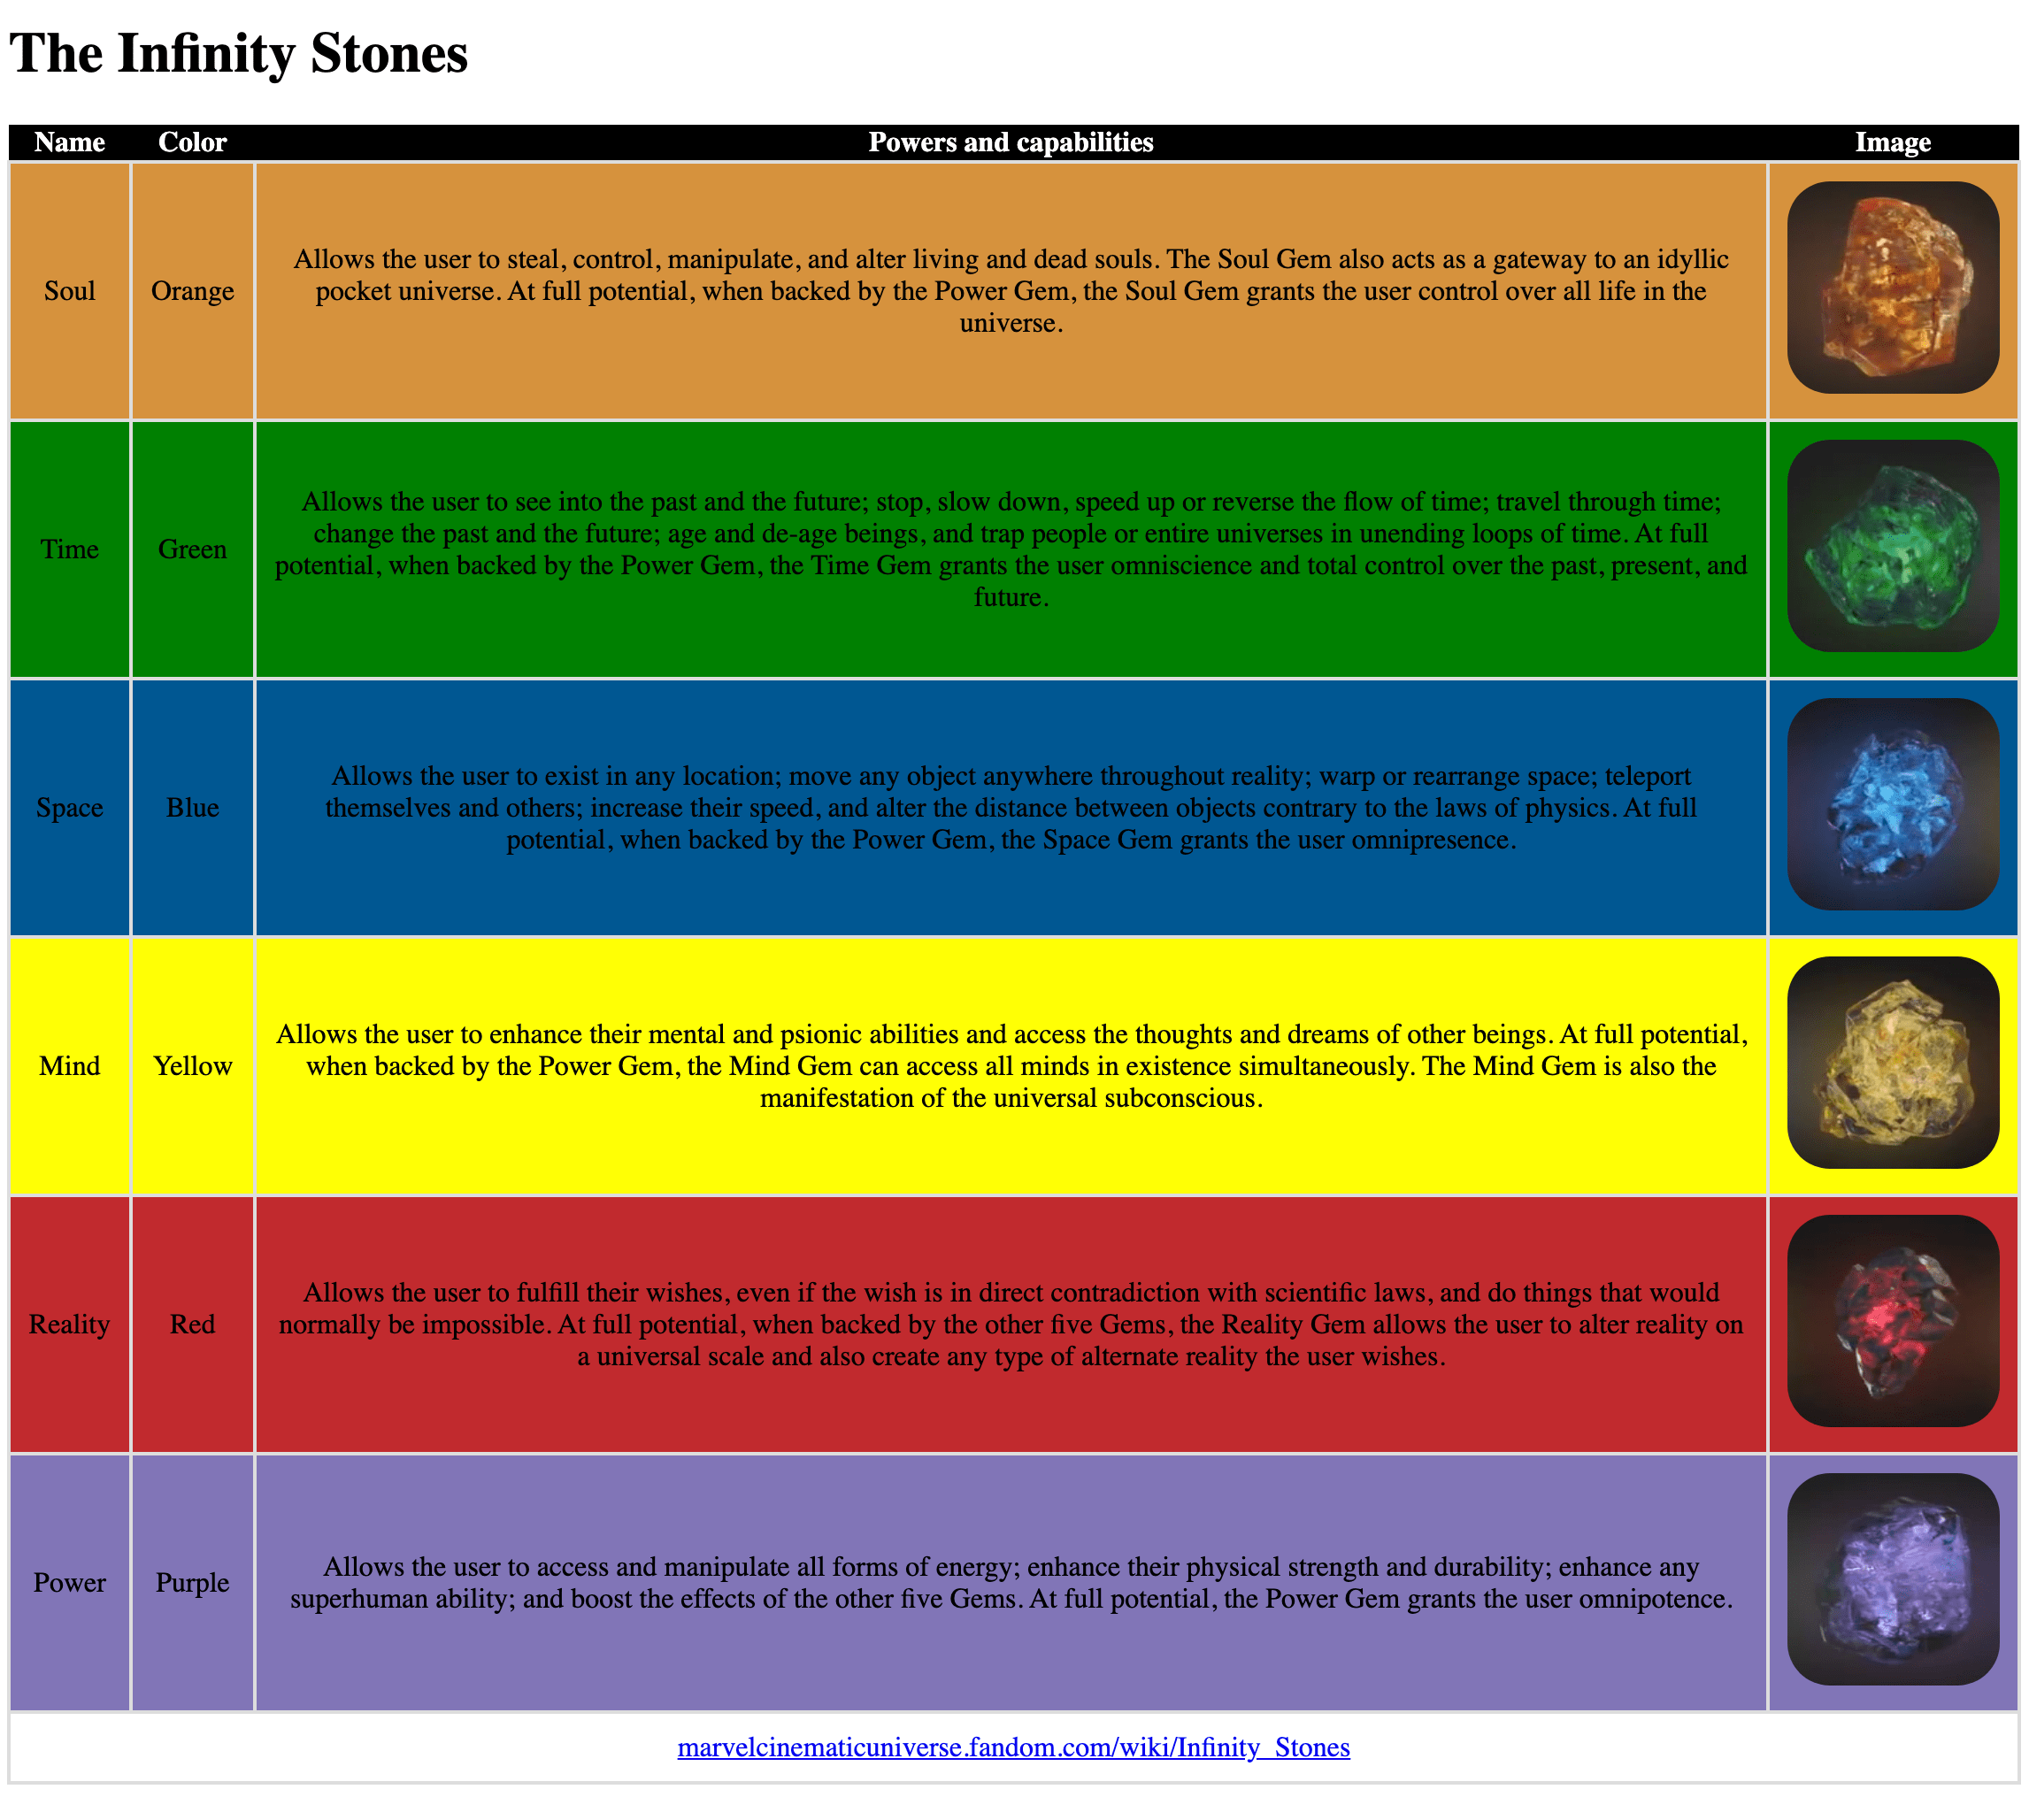 The Infinity Stones
Name Color Powers and capabilities Image
Soul Orange
Allows the user to steal, control, manipulate, and alter living and dead souls. The Soul Gem also acts as a gateway to an idyllic
pocket universe. At full potential, when backed by the Power Gem, the Soul Gem grants the user control over all life in the
universe.
Time Green
Allows the user to see into the past and the future; stop, slow down, speed up or reverse the flow of time; travel through time;
change the past and the future; age and de-age beings, and trap people or entire universes in unending loops of time. At full
potential, when backed by the Power Gem, the Time Gem grants the user omniscience and total control over the past, present, and
future.
Space Blue
Allows the user to exist in any location; move any object anywhere throughout reality; warp or rearrange space; teleport
themselves and others; increase their speed, and alter the distance between objects contrary to the laws of physics. At full
potential, when backed by the Power Gem, the Space Gem grants the user omnipresence.
Mind Yellow
Allows the user to enhance their mental and psionic abilities and access the thoughts and dreams of other beings. At full potential,
when backed by the Power Gem, the Mind Gem can access all minds in existence simultaneously. The Mind Gem is also the
manifestation of the universal subconscious.
Reality Red
Allows the user to fulfill their wishes, even if the wish is in direct contradiction with scientific laws, and do things that would
normally be impossible. At full potential, when backed by the other five Gems, the Reality Gem allows the user to alter reality on
a universal scale and also create any type of alternate reality the user wishes.
Power Purple
Allows the user to access and manipulate all forms of energy; enhance their physical strength and durability; enhance any
superhuman ability; and boost the effects of the other five Gems. At full potential, the Power Gem grants the user omnipotence.
marvelcinematicuniverse.fandom.com/wiki/Infinity_Stones